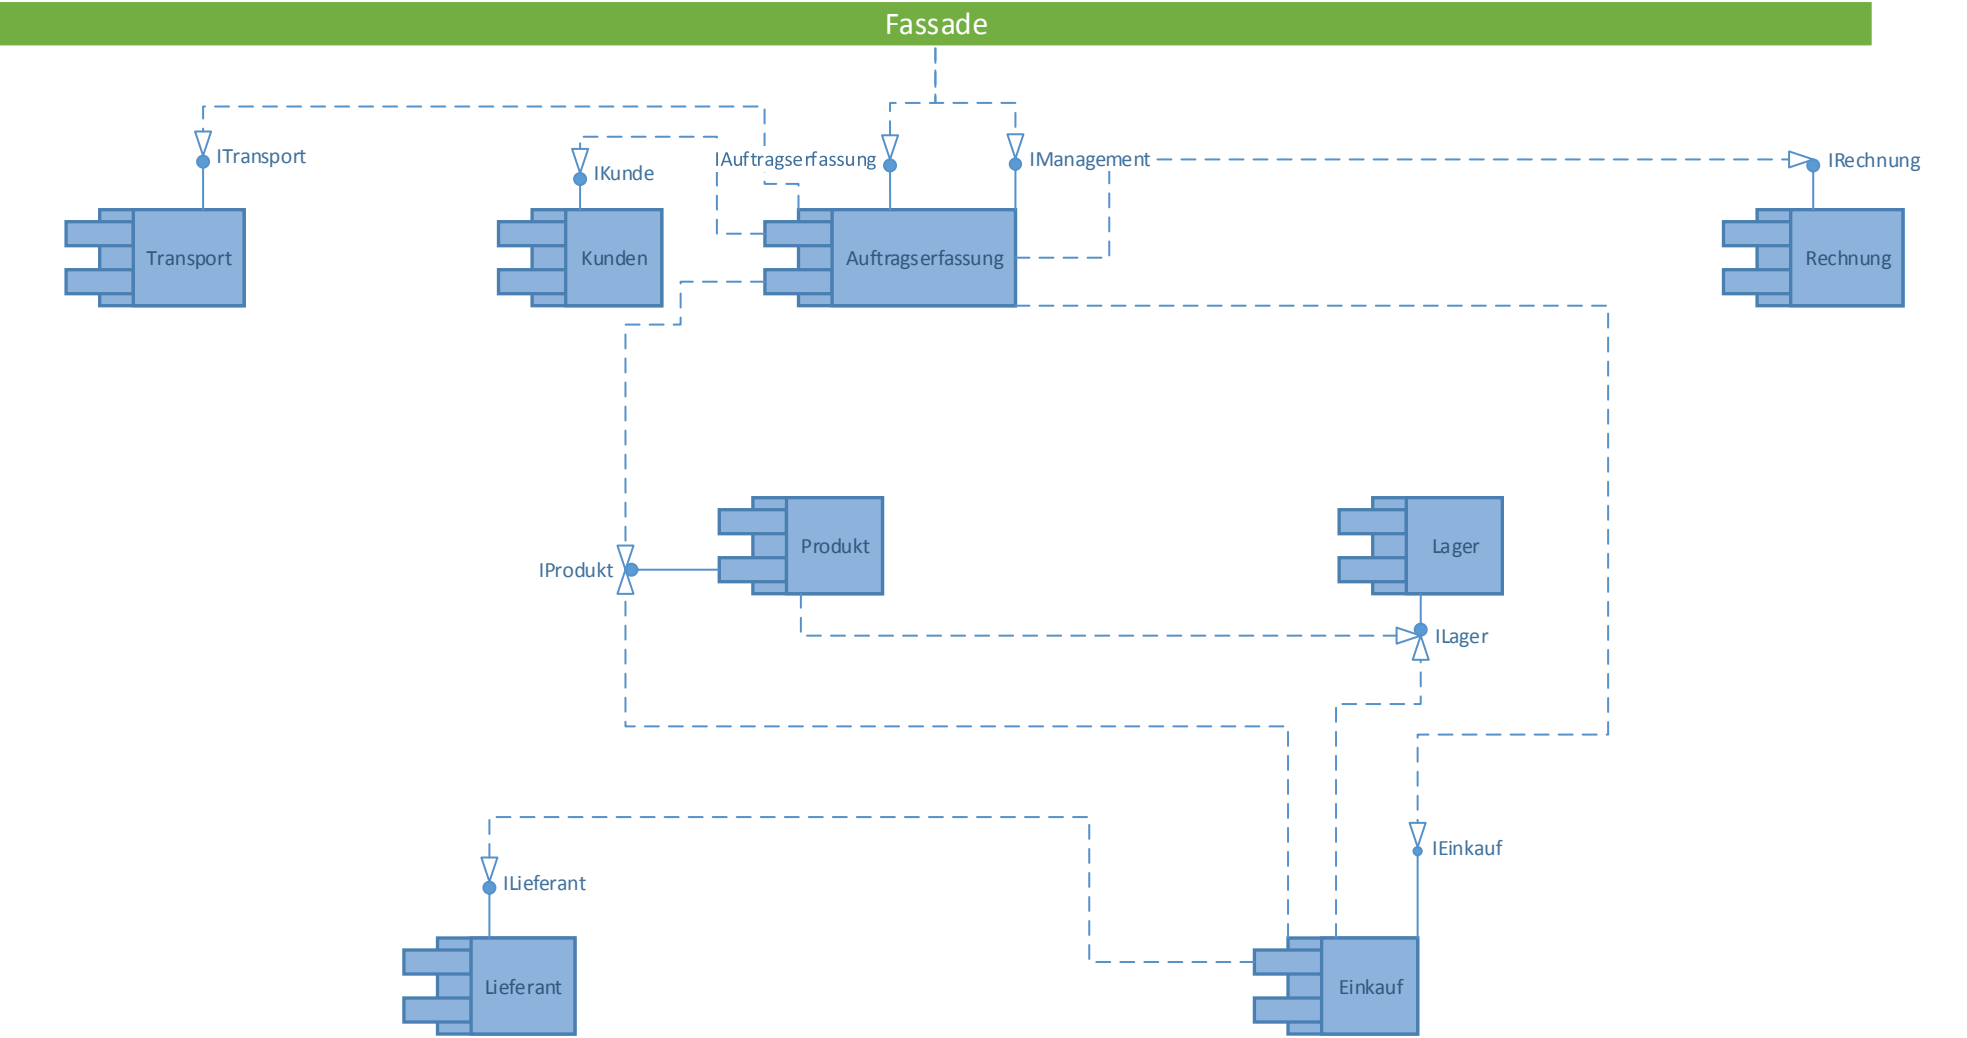 Fassade
ITransport
IKunde
IAuftragserfassung
IManagement
IRechnung
Transport
Kunden
Auftragserfassung
Rechnung
Produkt
Lager
IProdukt
ILager
IEinkauf
ILieferant
Lieferant
Einkauf